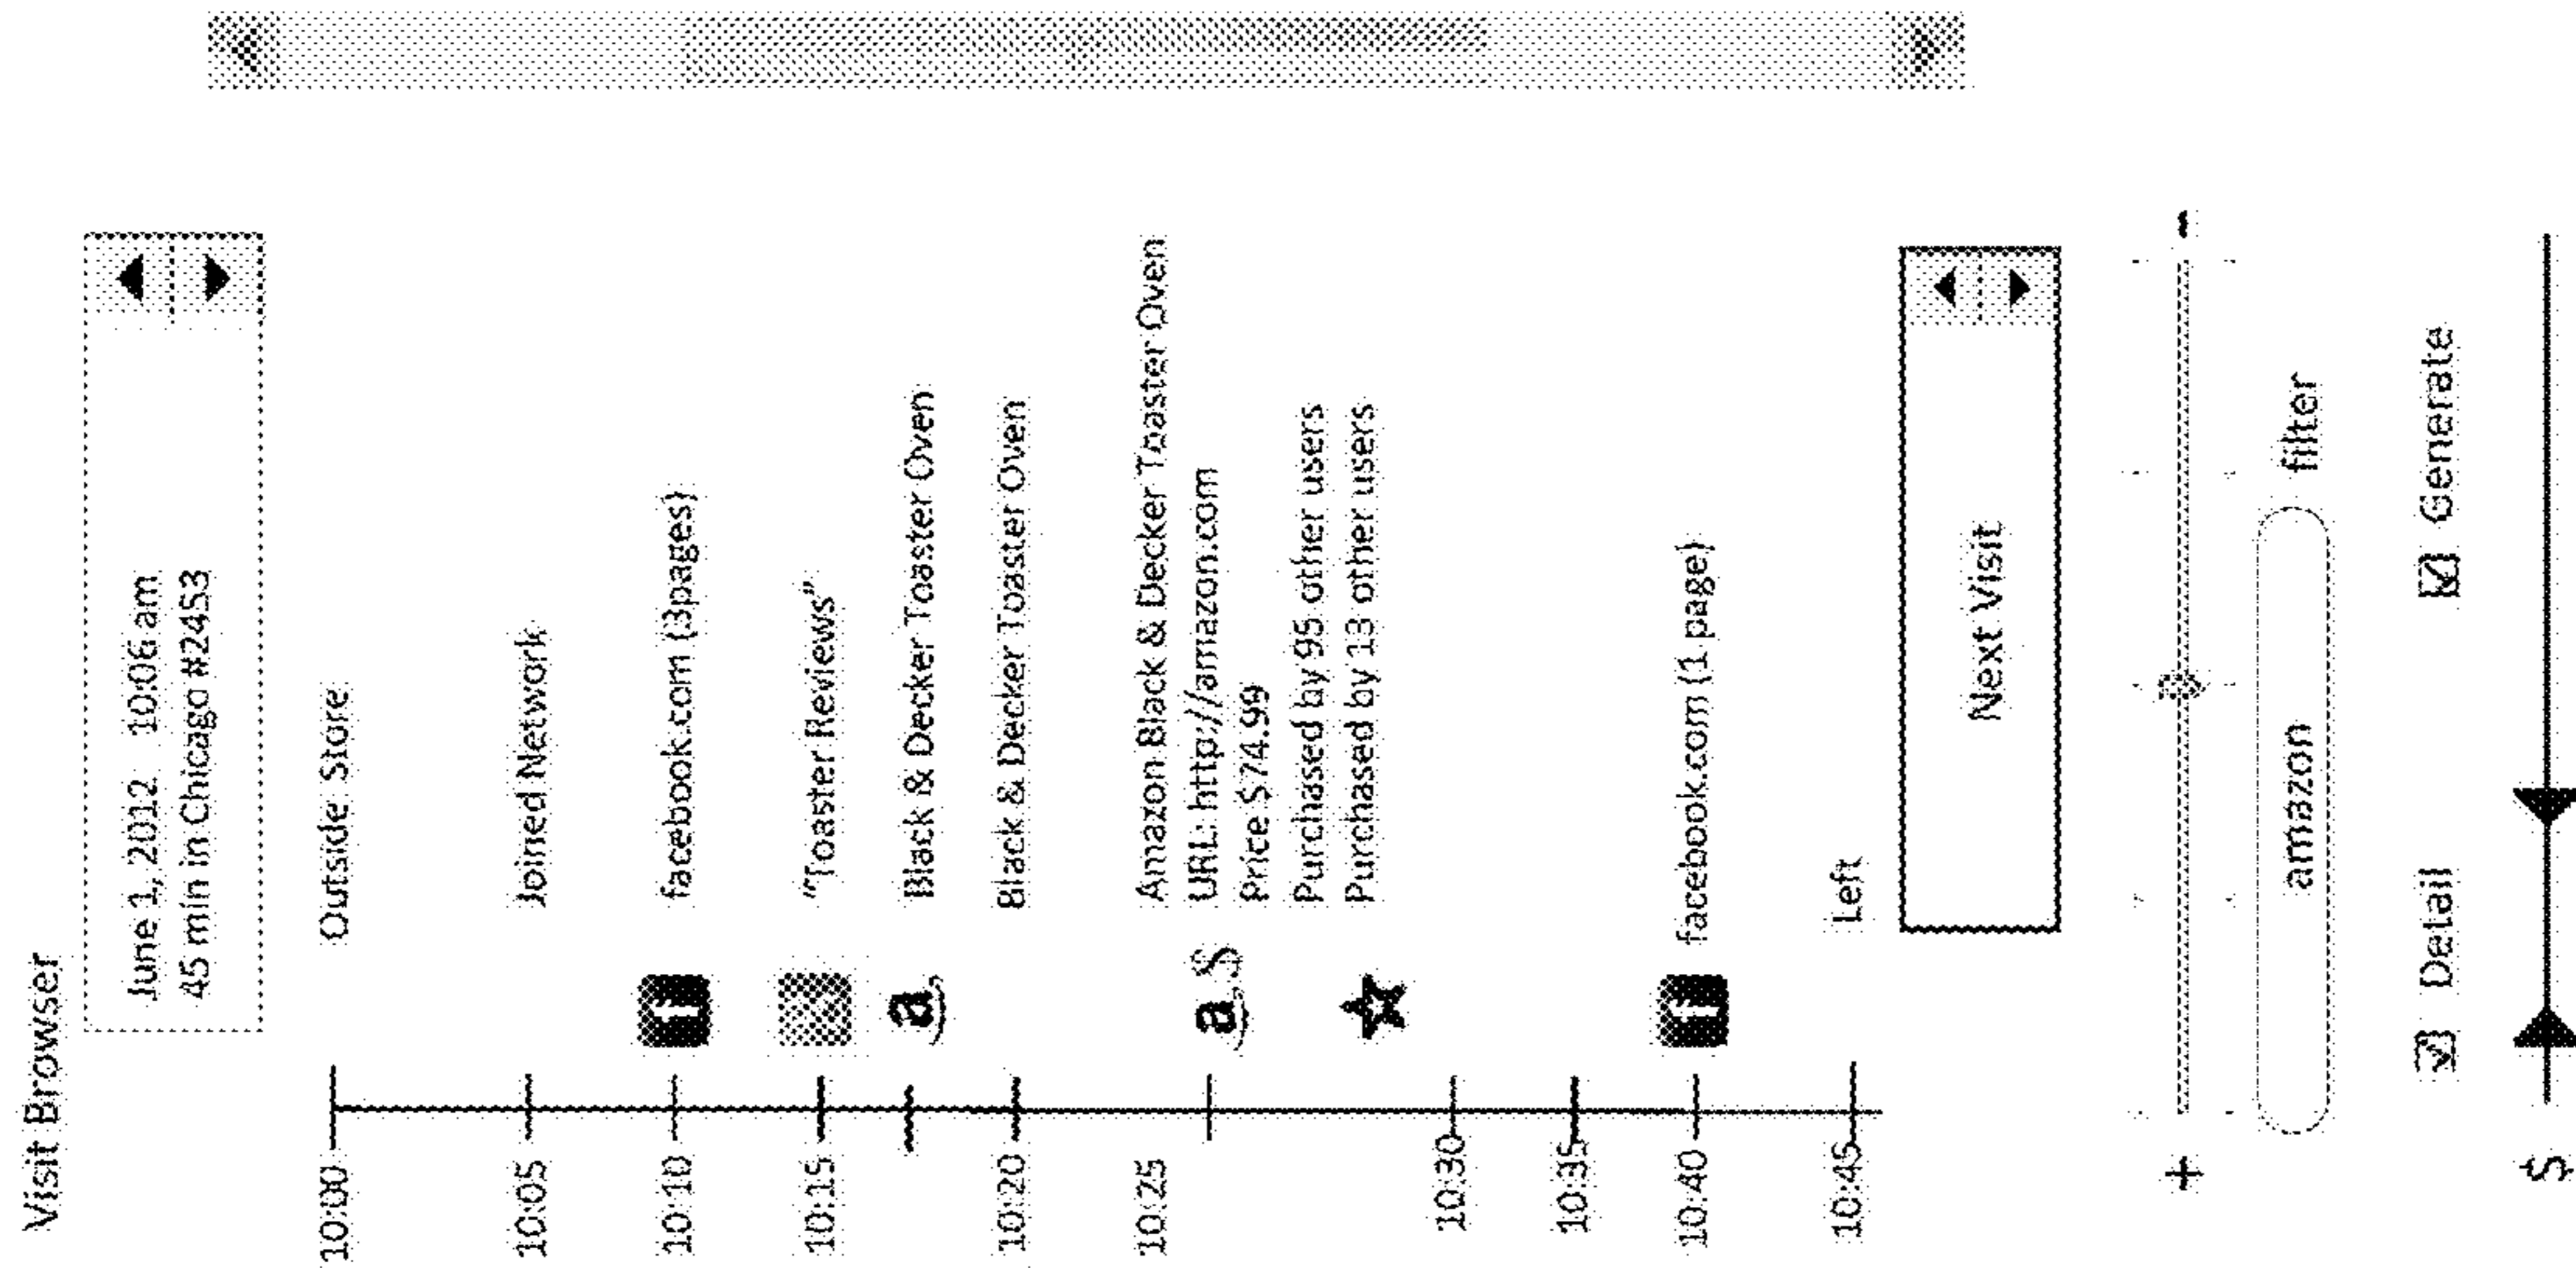 Visit Browser
June 1, 2012 10:06 am
45 min in Chicago #2453
10:00 Outside Store
10:05 Joined Network
10:10 f facebook.com (3pages)
10:15 "Toaster Reviews"
a Black & Decker Toaster Oven
10:20 Black & Decker Toaster Oven
10:25 a $ Amazon Black & Decker Toaster Oven
URL: http://amazon.com
Price $74.99
Purchased by 95 other users
Purchased by 13 other users
10:30
10:35
10:40 f facebook.com (1 page)
10:45 Left
Next Visit
+ -
amazon filter
Detail Generate
$